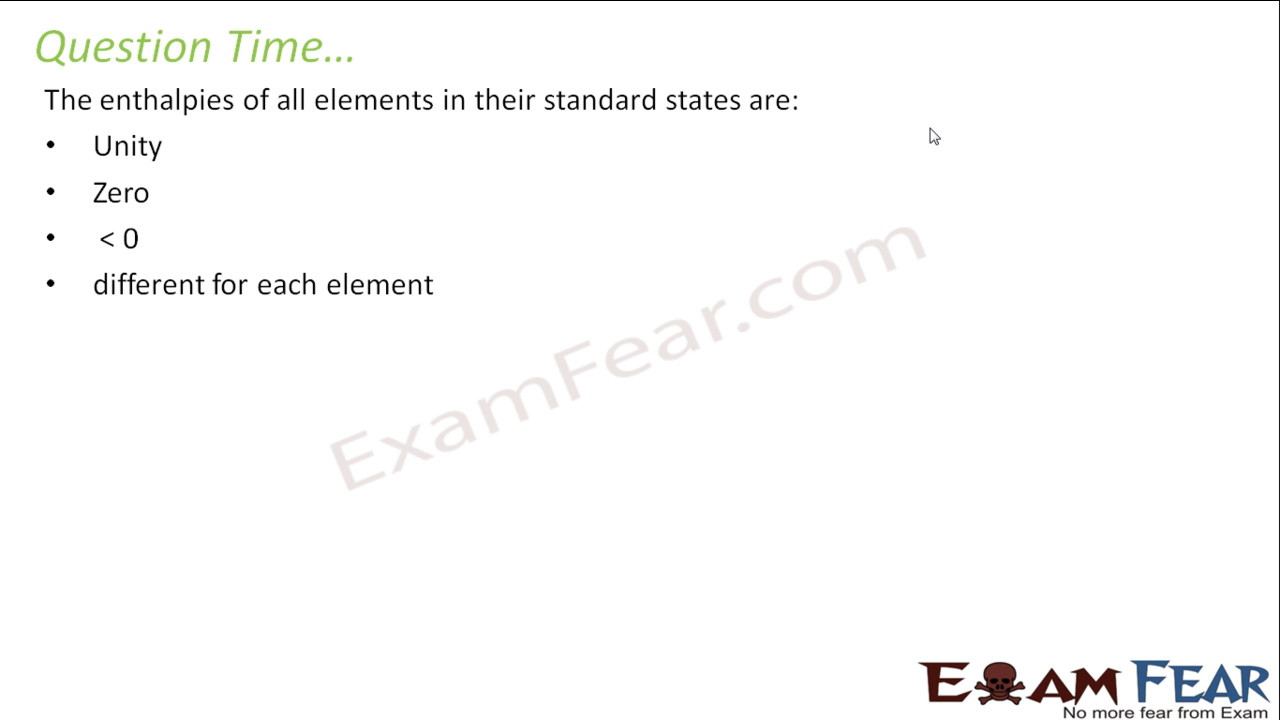 Question Time...
The enthalpies of all elements in their standard states are:
• Unity
• Zero
• < 0
• different for each element
ExamFear.com
EXAM FEAR
No more fear from Exam